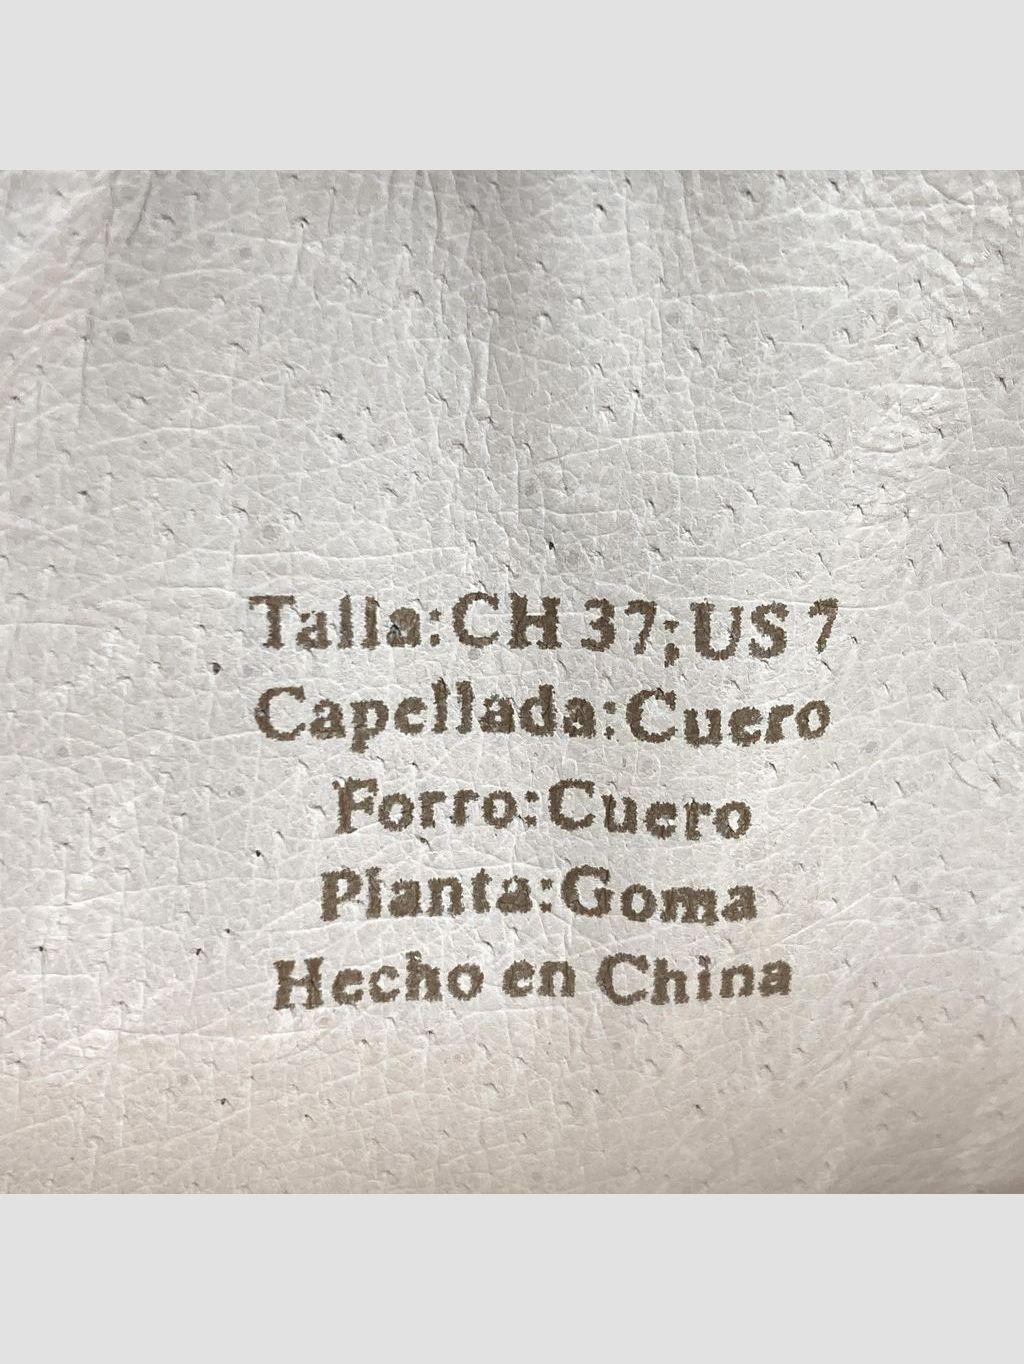 Talla:CH 37;US 7
Capellada:Cuero
Forro:Cuero
Planta:Goma
Hecho en China